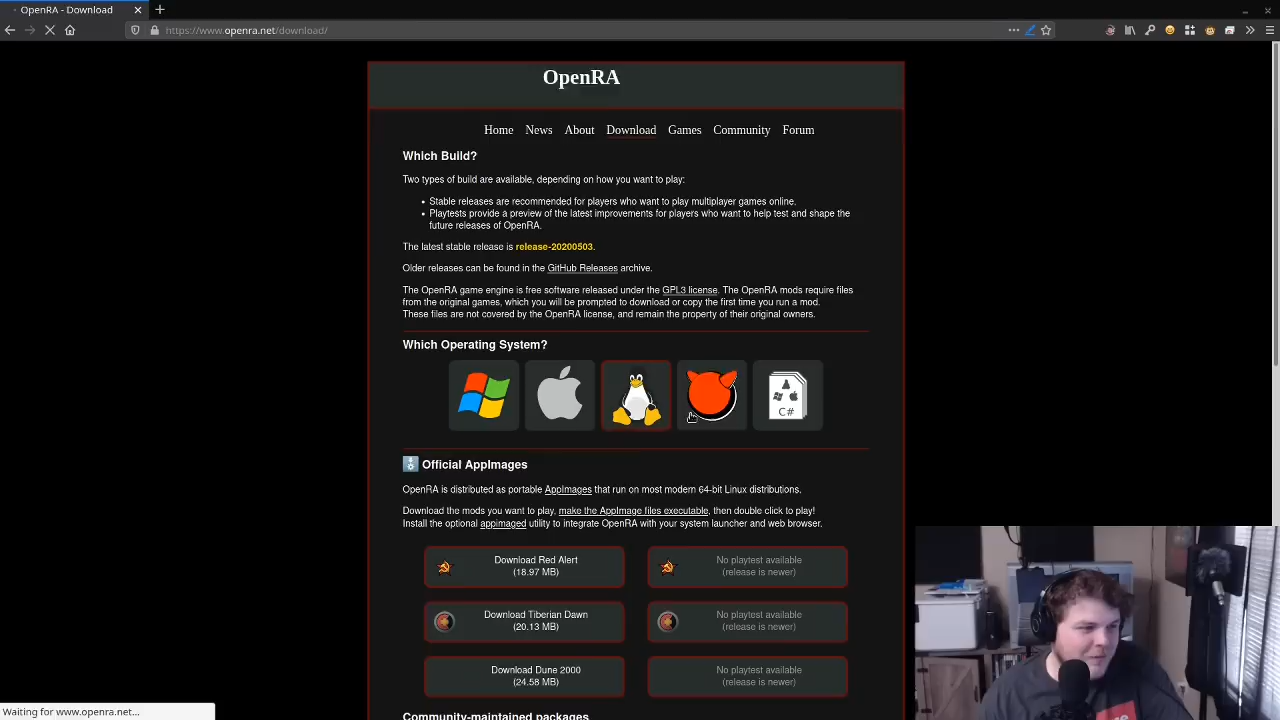 OpenRA - Download
https://www.openra.net/download/
OpenRA
Home News About Download Games Community Forum
Which Build?
Two types of build are available, depending on how you want to play:
• Stable releases are recommended for players who want to play multiplayer games online.
• Playtests provide a preview of the latest improvements for players who want to help test and shape the
future releases of OpenRA.
The latest stable release is release-20200503.
Older releases can be found in the GitHub Releases archive.
The OpenRA game engine is free software released under the GPL3 license. The OpenRA mods require files
from the original games, which you will be prompted to download or copy the first time you run a mod.
These files are not covered by the OpenRA license, and remain the property of their original owners.
Which Operating System?
C#
Official AppImages
OpenRA is distributed as portable AppImages that run on most modern 64-bit Linux distributions.
Download the mods you want to play, make the AppImage files executable, then double click to play!
Install the optional appimaged utility to integrate OpenRA with your system launcher and web browser.
Download Red Alert
(18.97 MB)
No playtest available
(release is newer)
Download Tiberian Dawn
(20.13 MB)
No playtest available
(release is newer)
Download Dune 2000
(24.58 MB)
No playtest available
(release is newer)
Community-maintained packages
Waiting for www.openra.net...